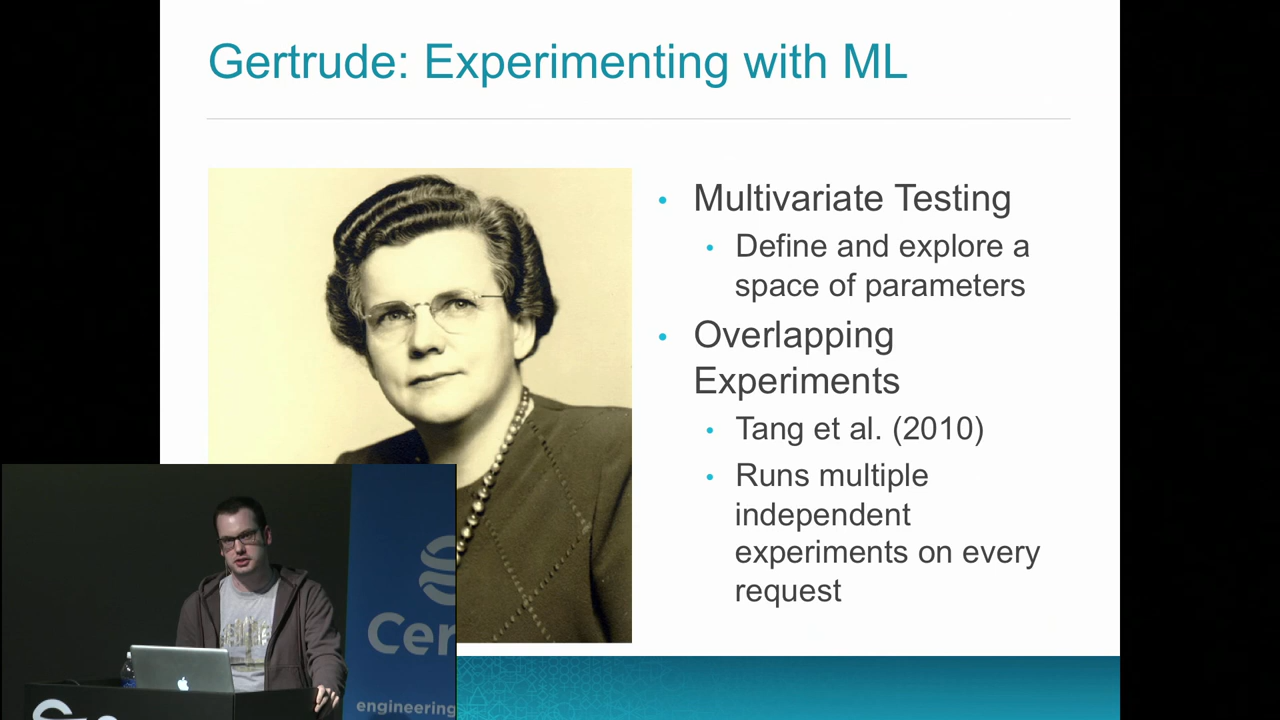 Gertrude: Experimenting with ML
• Multivariate Testing
• Define and explore a
space of parameters
• Overlapping
Experiments
• Tang et al. (2010)
• Runs multiple
independent
experiments on every
request
Cer
engineering